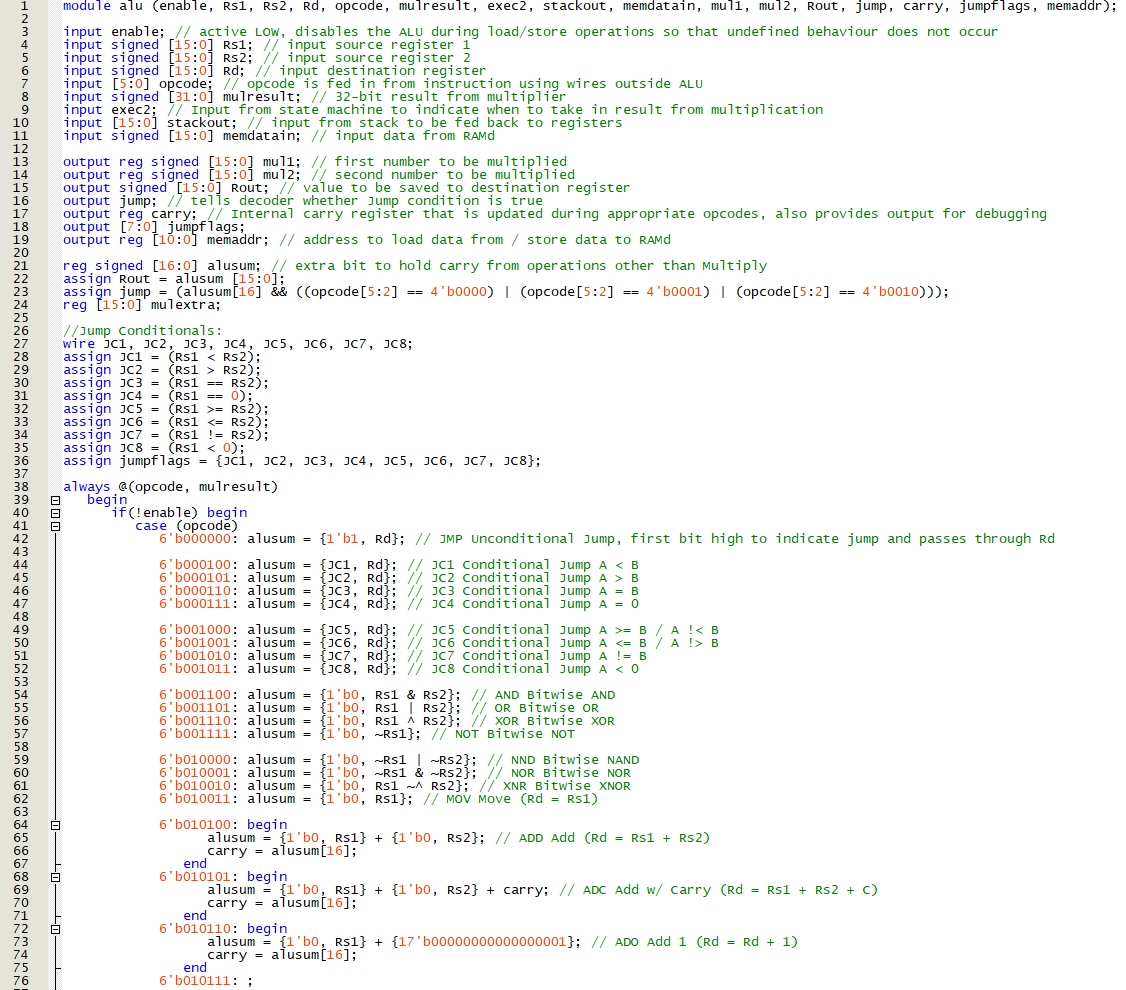 1 module alu (enable, Rs1, Rs2, Rd, opcode, mulresult, exec2, stackout, memdatain, mul1, mul2, Rout, jump, carry, jumpflags, memaddr);
2
3 input enable; // active LOW, disables the ALU during load/store operations so that undefined behaviour does not occur
4 input signed [15:0] Rs1; // input source register 1
5 input signed [15:0] Rs2; // input source register 2
6 input signed [15:0] Rd; // input destination register
7 input [5:0] opcode; // opcode is fed in from instruction using wires outside ALU
8 input signed [31:0] mulresult; // 32-bit result from multiplier
9 input exec2; // Input from state machine to indicate when to take in result from multiplication
10 input [15:0] stackout; // input from stack to be fed back to registers
11 input signed [15:0] memdatain; // input data from RAMd
12
13 output reg signed [15:0] mul1; // first number to be multiplied
14 output reg signed [15:0] mul2; // second number to be multiplied
15 output signed [15:0] Rout; // value to be saved to destination register
16 output jump; // tells decoder whether Jump condition is true
17 output reg carry; // Internal carry register that is updated during appropriate opcodes, also provides output for debugging
18 output [7:0] jumpflags;
19 output reg [10:0] memaddr; // address to load data from / store data to RAMd
20
21 reg signed [16:0] alusum; // extra bit to hold carry from operations other than Multiply
22 assign Rout = alusum [15:0];
23 assign jump = (alusum[16] && ((opcode[5:2] == 4'b0000) | (opcode[5:2] == 4'b0001) | (opcode[5:2] == 4'b0010)));
24 reg [15:0] mulextra;
25
26 //Jump Conditionals:
27 wire JC1, JC2, JC3, JC4, JC5, JC6, JC7, JC8;
28 assign JC1 = (Rs1 < Rs2);
29 assign JC2 = (Rs1 > Rs2);
30 assign JC3 = (Rs1 == Rs2);
31 assign JC4 = (Rs1 == 0);
32 assign JC5 = (Rs1 >= Rs2);
33 assign JC6 = (Rs1 <= Rs2);
34 assign JC7 = (Rs1 != Rs2);
35 assign JC8 = (Rs1 < 0);
36 assign jumpflags = {JC1, JC2, JC3, JC4, JC5, JC6, JC7, JC8};
37
38 always @(opcode, mulresult)
39 begin
40 if(!enable) begin
41 case (opcode)
42 6'b000000: alusum = {1'b1, Rd}; // JMP Unconditional Jump, first bit high to indicate jump and passes through Rd
43
44 6'b000100: alusum = {JC1, Rd}; // JC1 Conditional Jump A < B
45 6'b000101: alusum = {JC2, Rd}; // JC2 Conditional Jump A > B
46 6'b000110: alusum = {JC3, Rd}; // JC3 Conditional Jump A = B
47 6'b000111: alusum = {JC4, Rd}; // JC4 Conditional Jump A = 0
48
49 6'b001000: alusum = {JC5, Rd}; // JC5 Conditional Jump A >= B / A !< B
50 6'b001001: alusum = {JC6, Rd}; // JC6 Conditional Jump A <= B / A !> B
51 6'b001010: alusum = {JC7, Rd}; // JC7 Conditional Jump A != B
52 6'b001011: alusum = {JC8, Rd}; // JC8 Conditional Jump A < 0
53
54 6'b001100: alusum = {1'b0, Rs1 & Rs2}; // AND Bitwise AND
55 6'b001101: alusum = {1'b0, Rs1 | Rs2}; // OR Bitwise OR
56 6'b001110: alusum = {1'b0, Rs1 ^ Rs2}; // XOR Bitwise XOR
57 6'b001111: alusum = {1'b0, ~Rs1}; // NOT Bitwise NOT
58
59 6'b010000: alusum = {1'b0, ~Rs1 | ~Rs2}; // NND Bitwise NAND
60 6'b010001: alusum = {1'b0, ~Rs1 & ~Rs2}; // NOR Bitwise NOR
61 6'b010010: alusum = {1'b0, Rs1 ~^ Rs2}; // XNR Bitwise XNOR
62 6'b010011: alusum = {1'b0, Rs1}; // MOV Move (Rd = Rs1)
63
64 6'b010100: begin
65 alusum = {1'b0, Rs1} + {1'b0, Rs2}; // ADD Add (Rd = Rs1 + Rs2)
66 carry = alusum[16];
67 end
68 6'b010101: begin
69 alusum = {1'b0, Rs1} + {1'b0, Rs2} + carry; // ADC Add w/ Carry (Rd = Rs1 + Rs2 + C)
70 carry = alusum[16];
71 end
72 6'b010110: begin
73 alusum = {1'b0, Rs1} + {17'b00000000000000001}; // ADO Add 1 (Rd = Rd + 1)
74 carry = alusum[16];
75 end
76 6'b010111: ;